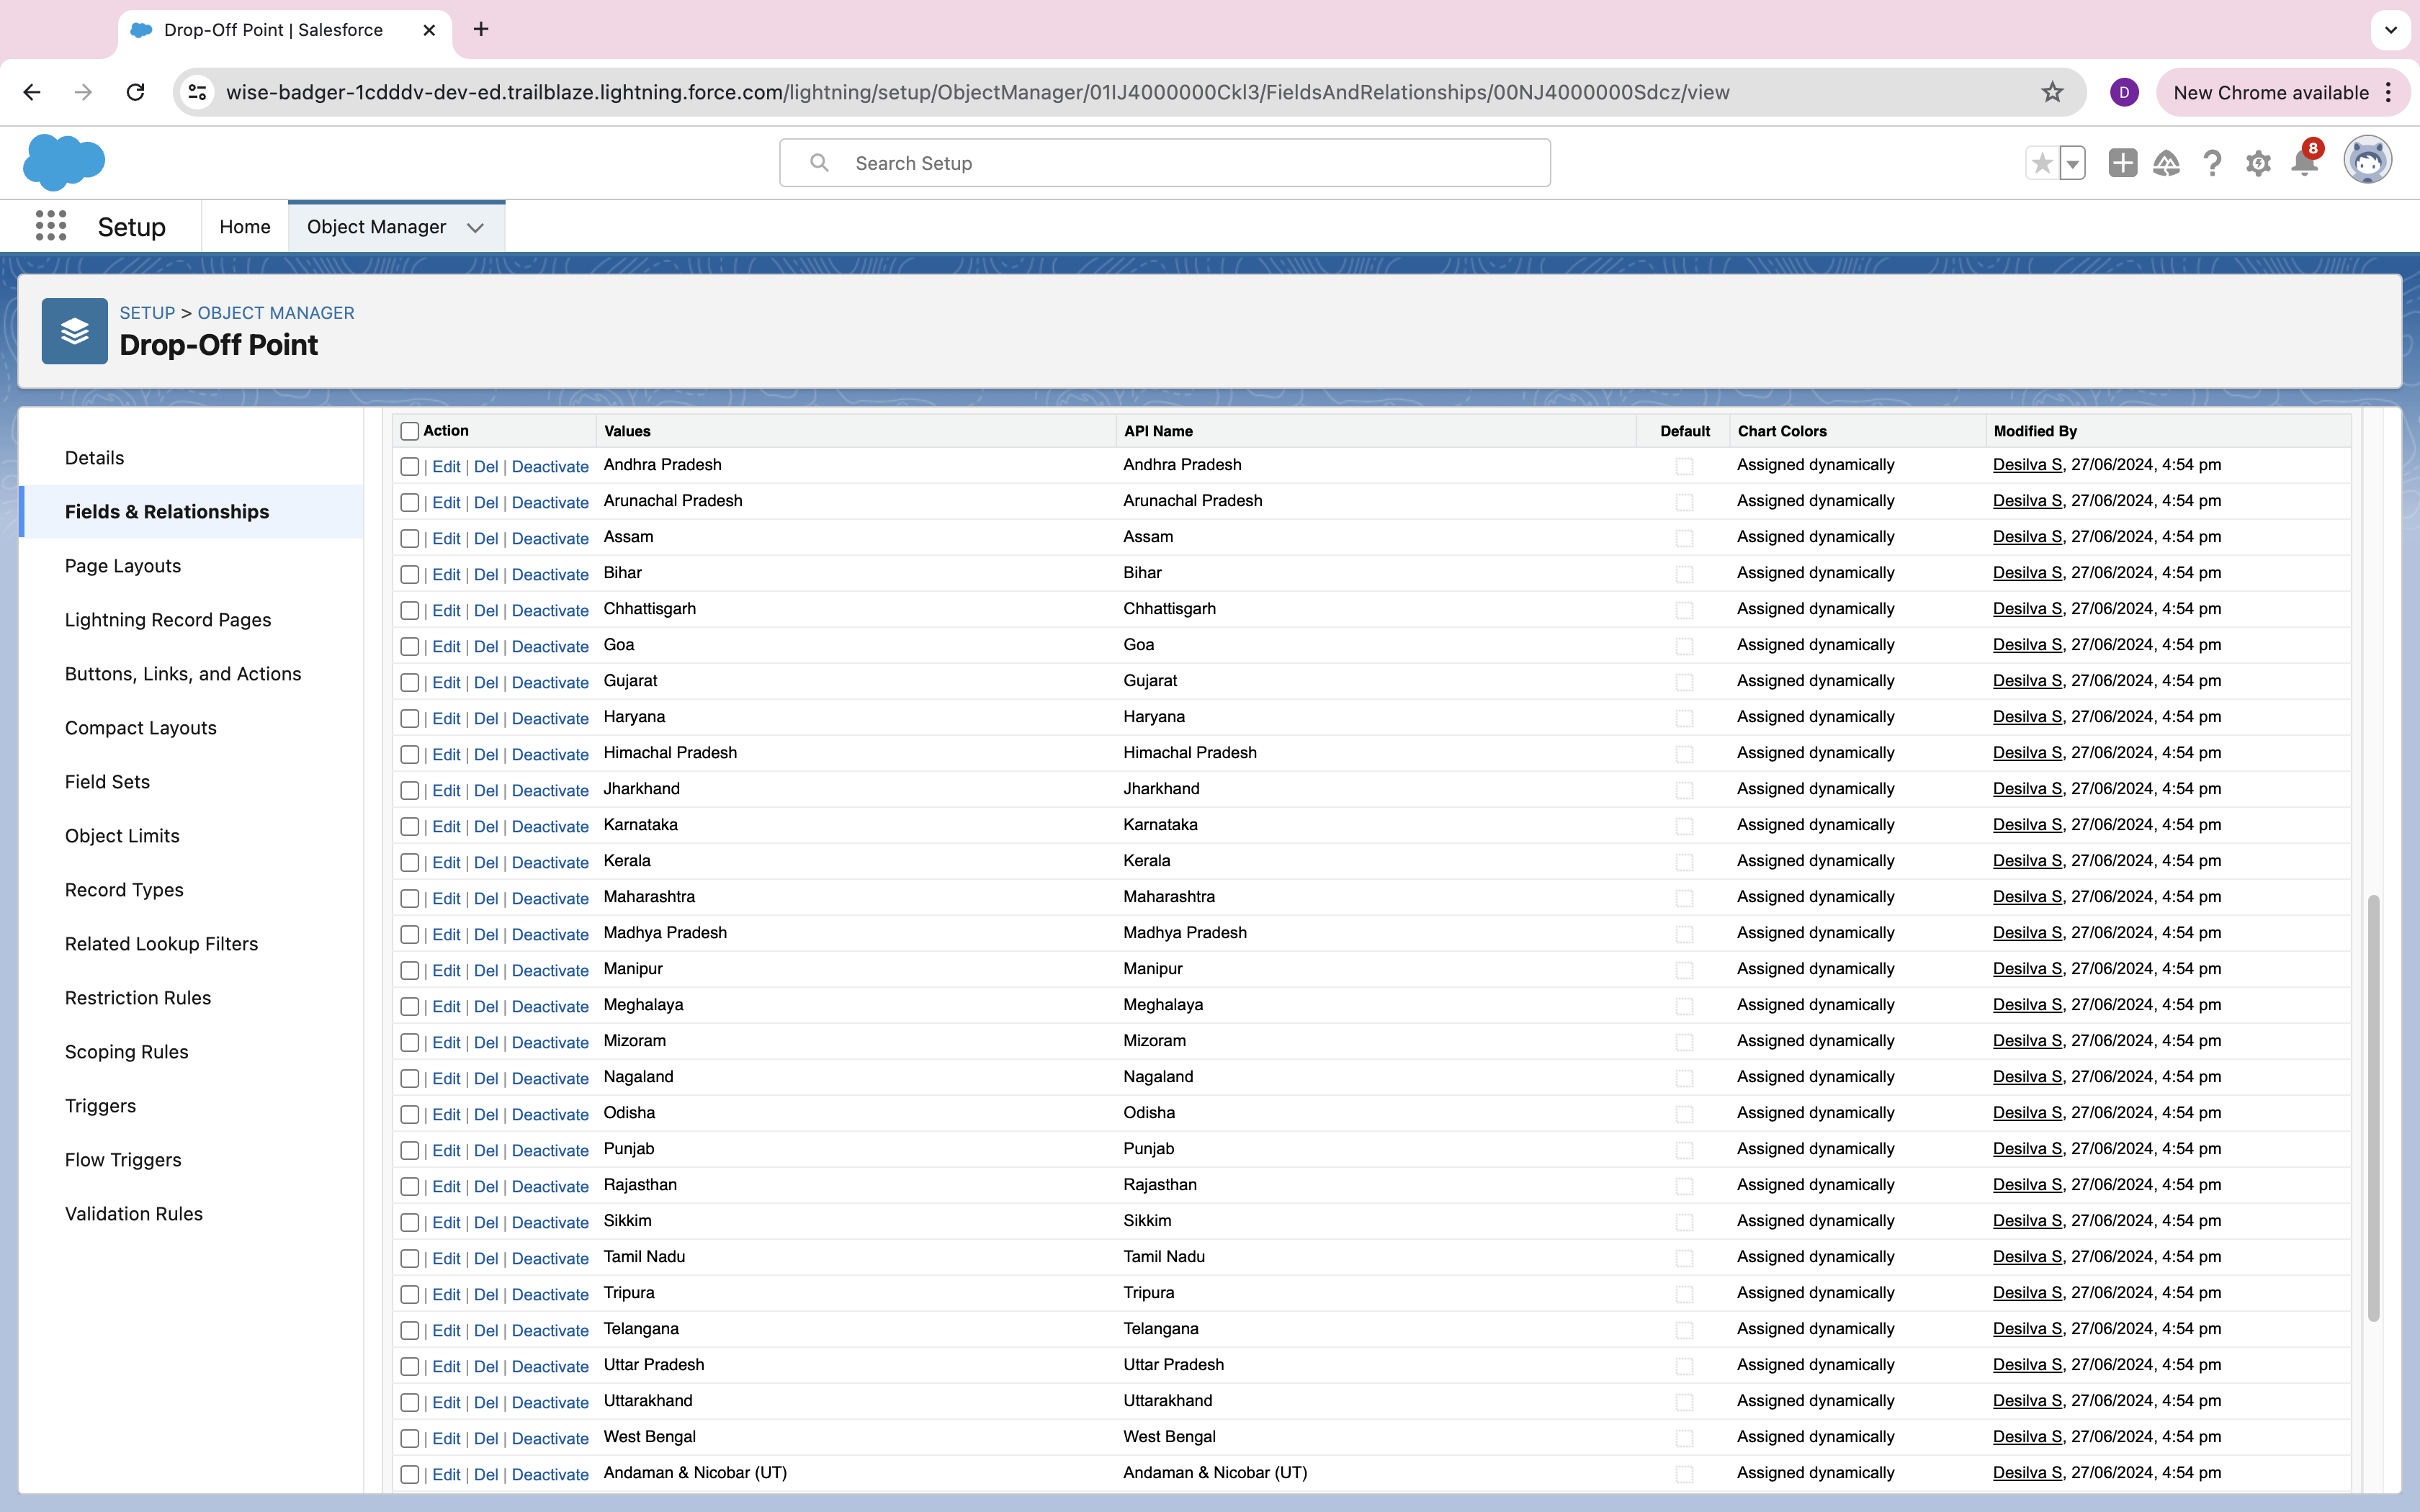 Drop-Off Point | Salesforce
wise-badger-1cdddv-dev-ed.trailblaze.lightning.force.com/lightning/setup/ObjectManager/01IJ4000000Ckl3/FieldsAndRelationships/00NJ4000000Sdcz/view
D
New Chrome available
Search Setup
8
Setup
Home
Object Manager
SETUP > OBJECT MANAGER
Drop-Off Point
Details
Fields & Relationships
Page Layouts
Lightning Record Pages
Buttons, Links, and Actions
Compact Layouts
Field Sets
Object Limits
Record Types
Related Lookup Filters
Restriction Rules
Scoping Rules
Triggers
Flow Triggers
Validation Rules
Action Values API Name Default Chart Colors Modified By
| Edit | Del | Deactivate Andhra Pradesh Andhra Pradesh Assigned dynamically Desilva S, 27/06/2024, 4:54 pm
| Edit | Del | Deactivate Arunachal Pradesh Arunachal Pradesh Assigned dynamically Desilva S, 27/06/2024, 4:54 pm
| Edit | Del | Deactivate Assam Assam Assigned dynamically Desilva S, 27/06/2024, 4:54 pm
| Edit | Del | Deactivate Bihar Bihar Assigned dynamically Desilva S, 27/06/2024, 4:54 pm
| Edit | Del | Deactivate Chhattisgarh Chhattisgarh Assigned dynamically Desilva S, 27/06/2024, 4:54 pm
| Edit | Del | Deactivate Goa Goa Assigned dynamically Desilva S, 27/06/2024, 4:54 pm
| Edit | Del | Deactivate Gujarat Gujarat Assigned dynamically Desilva S, 27/06/2024, 4:54 pm
| Edit | Del | Deactivate Haryana Haryana Assigned dynamically Desilva S, 27/06/2024, 4:54 pm
| Edit | Del | Deactivate Himachal Pradesh Himachal Pradesh Assigned dynamically Desilva S, 27/06/2024, 4:54 pm
| Edit | Del | Deactivate Jharkhand Jharkhand Assigned dynamically Desilva S, 27/06/2024, 4:54 pm
| Edit | Del | Deactivate Karnataka Karnataka Assigned dynamically Desilva S, 27/06/2024, 4:54 pm
| Edit | Del | Deactivate Kerala Kerala Assigned dynamically Desilva S, 27/06/2024, 4:54 pm
| Edit | Del | Deactivate Maharashtra Maharashtra Assigned dynamically Desilva S, 27/06/2024, 4:54 pm
| Edit | Del | Deactivate Madhya Pradesh Madhya Pradesh Assigned dynamically Desilva S, 27/06/2024, 4:54 pm
| Edit | Del | Deactivate Manipur Manipur Assigned dynamically Desilva S, 27/06/2024, 4:54 pm
| Edit | Del | Deactivate Meghalaya Meghalaya Assigned dynamically Desilva S, 27/06/2024, 4:54 pm
| Edit | Del | Deactivate Mizoram Mizoram Assigned dynamically Desilva S, 27/06/2024, 4:54 pm
| Edit | Del | Deactivate Nagaland Nagaland Assigned dynamically Desilva S, 27/06/2024, 4:54 pm
| Edit | Del | Deactivate Odisha Odisha Assigned dynamically Desilva S, 27/06/2024, 4:54 pm
| Edit | Del | Deactivate Punjab Punjab Assigned dynamically Desilva S, 27/06/2024, 4:54 pm
| Edit | Del | Deactivate Rajasthan Rajasthan Assigned dynamically Desilva S, 27/06/2024, 4:54 pm
| Edit | Del | Deactivate Sikkim Sikkim Assigned dynamically Desilva S, 27/06/2024, 4:54 pm
| Edit | Del | Deactivate Tamil Nadu Tamil Nadu Assigned dynamically Desilva S, 27/06/2024, 4:54 pm
| Edit | Del | Deactivate Tripura Tripura Assigned dynamically Desilva S, 27/06/2024, 4:54 pm
| Edit | Del | Deactivate Telangana Telangana Assigned dynamically Desilva S, 27/06/2024, 4:54 pm
| Edit | Del | Deactivate Uttar Pradesh Uttar Pradesh Assigned dynamically Desilva S, 27/06/2024, 4:54 pm
| Edit | Del | Deactivate Uttarakhand Uttarakhand Assigned dynamically Desilva S, 27/06/2024, 4:54 pm
| Edit | Del | Deactivate West Bengal West Bengal Assigned dynamically Desilva S, 27/06/2024, 4:54 pm
| Edit | Del | Deactivate Andaman & Nicobar (UT) Andaman & Nicobar (UT) Assigned dynamically Desilva S, 27/06/2024, 4:54 pm